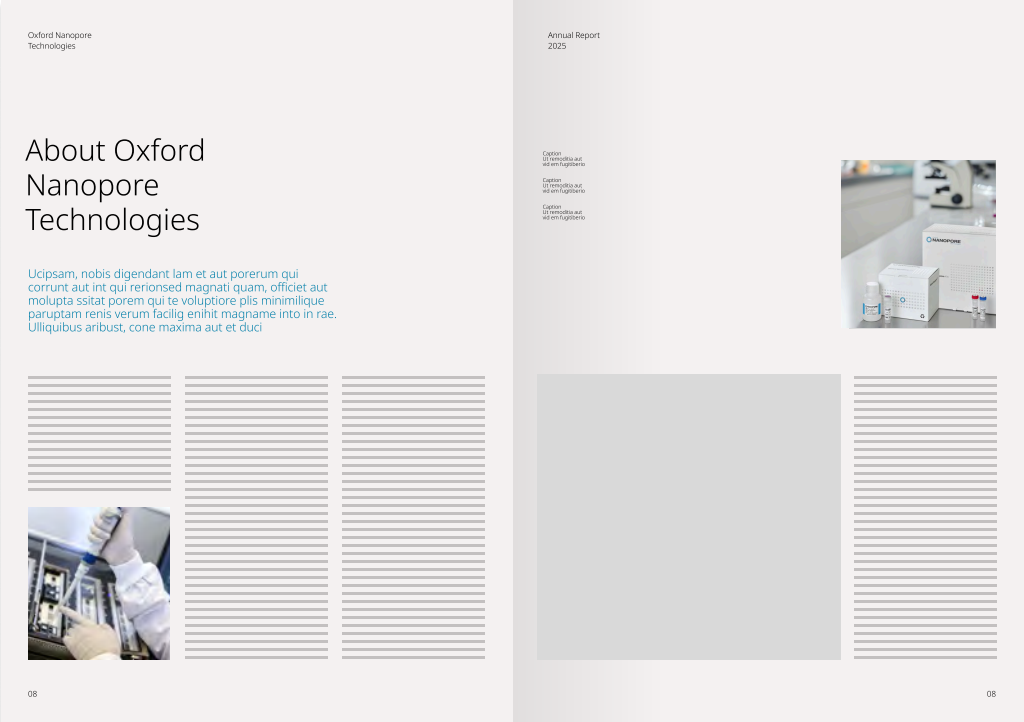 Oxford Nanopore
Technologies
About Oxford
Nanopore
Technologies
Ucipsam, nobis digendant lam et aut porerum qui
corrunt aut int qui rerionsed magnati quam, officiet aut
molupta ssitat porem qui te voluptiore plis minimilique
paruptam renis verum facilig enihit magname into in rae.
Ulliquibus aribust, cone maxima aut et duci
08
Annual Report
2025
Caption
Ut remoditia aut
vid em fugitiberio
Caption
Ut remoditia aut
vid em fugitiberio
Caption
Ut remoditia aut
vid em fugitiberio
NANOPORE
08